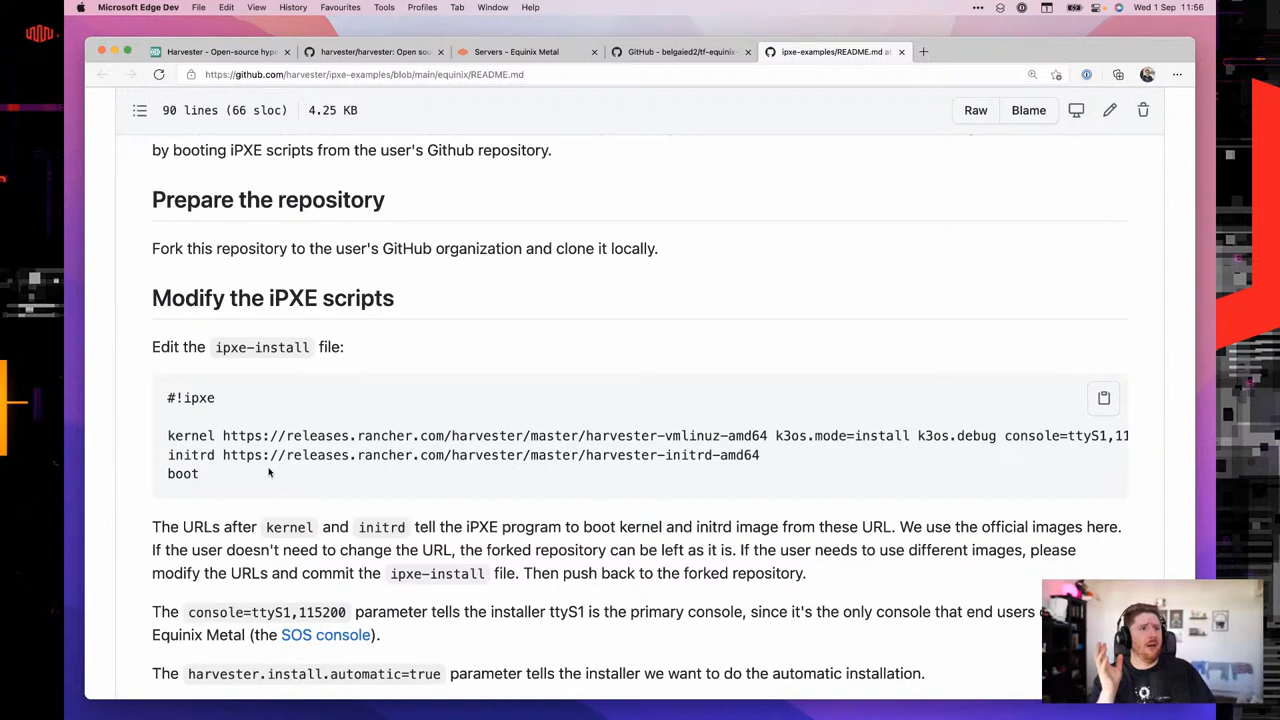 Microsoft Edge Dev File Edit View History Favourites Tools Profiles Tab Window Help ••• Wed 1 Sep 11:56
Harvester - Open-source hype harvester/harvester: Open sou Servers - Equinix Metal GitHub - belgaied2/tf-equinix- ipxe-examples/README.md at
https://github.com/harvester/ipxe-examples/blob/main/equinix/README.md
90 lines (66 sloc) 4.25 KB Raw Blame
by booting iPXE scripts from the user's Github repository.
Prepare the repository
Fork this repository to the user's GitHub organization and clone it locally.
Modify the iPXE scripts
Edit the ipxe-install file:
#!ipxe
kernel https://releases.rancher.com/harvester/master/harvester-vmlinuz-amd64 k3os.mode=install k3os.debug console=ttyS1,11
initrd https://releases.rancher.com/harvester/master/harvester-initrd-amd64
boot
The URLs after kernel and initrd tell the iPXE program to boot kernel and initrd image from these URL. We use the official images here.
If the user doesn't need to change the URL, the forked repository can be left as it is. If the user needs to use different images, please
modify the URLs and commit the ipxe-install file. Then push back to the forked repository.
The console=ttyS1,115200 parameter tells the installer ttyS1 is the primary console, since it's the only console that end users
Equinix Metal (the SOS console).
The harvester.install.automatic=true parameter tells the installer we want to do the automatic installation.